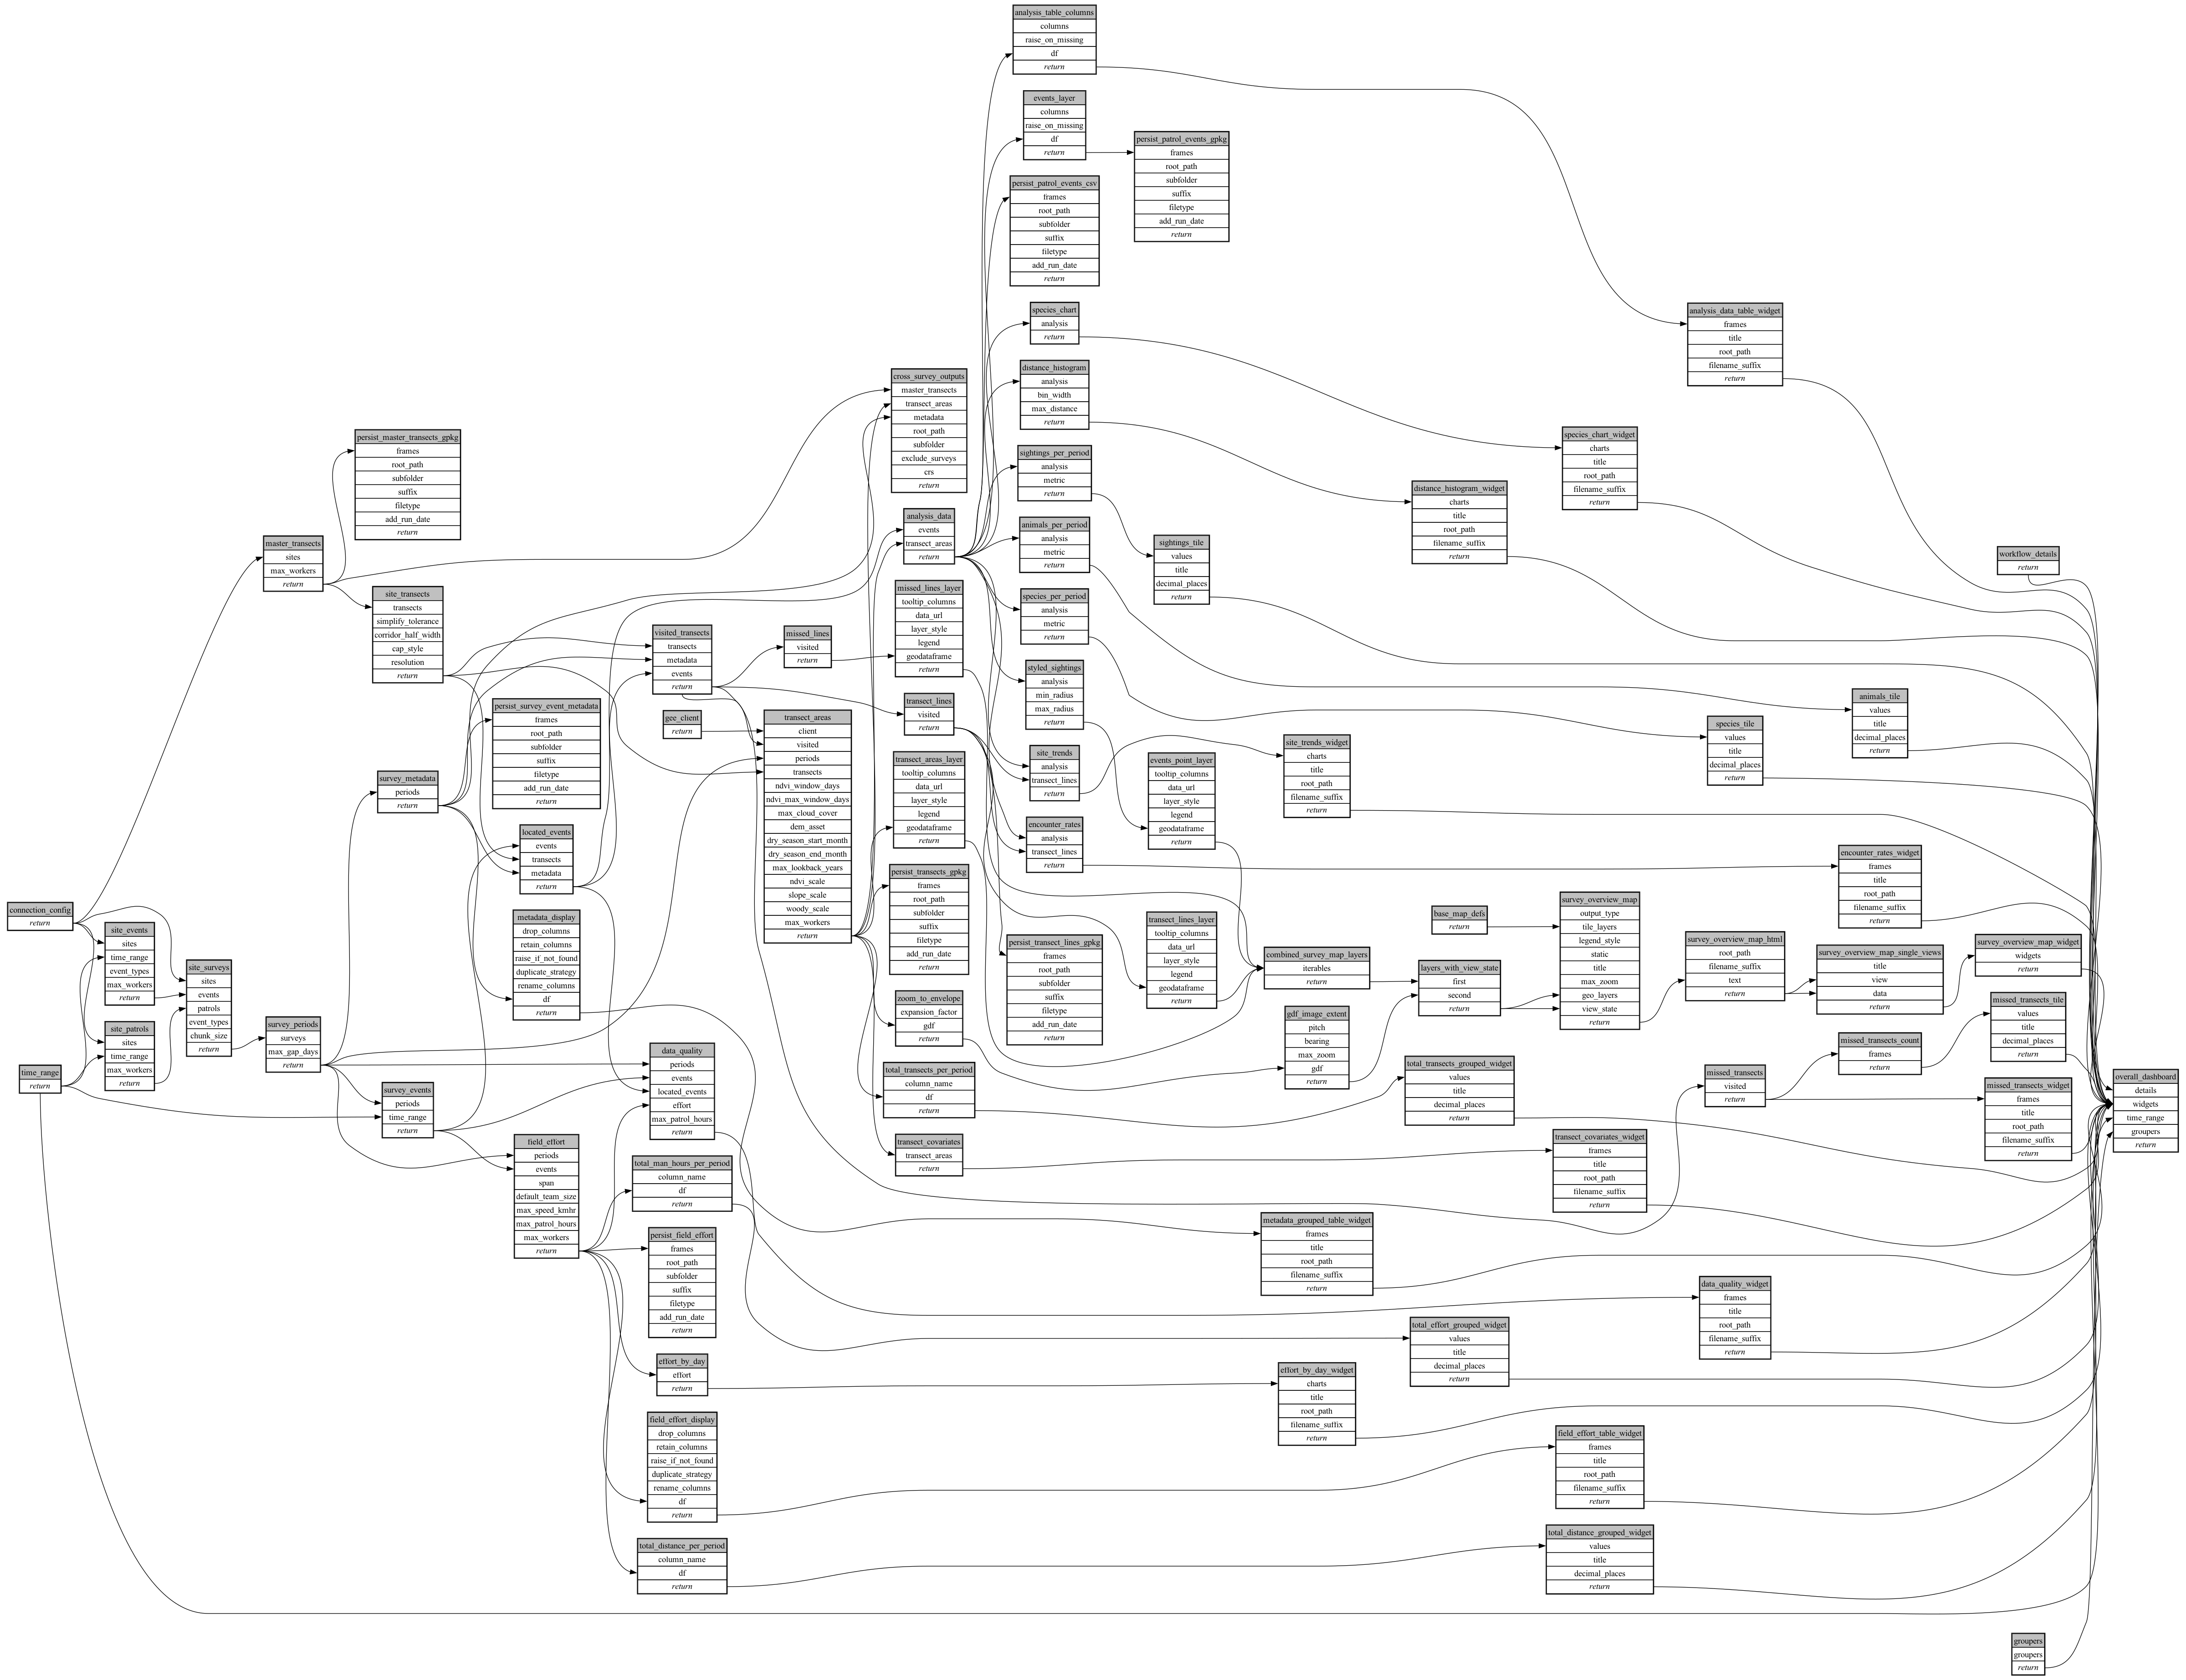 analysis_table_columns
columns
raise_on_missing
df
return
events_layer
columns
raise_on_missing
df
return
persist_patrol_events_gpkg
frames
root_path
subfolder
suffix
filetype
add_run_date
return
persist_patrol_events_csv
frames
root_path
subfolder
suffix
filetype
add_run_date
return
species_chart
analysis
return
analysis_data_table_widget
frames
title
root_path
filename_suffix
return
distance_histogram
analysis
bin_width
max_distance
return
cross_survey_outputs
master_transects
transect_areas
metadata
root_path
subfolder
exclude_surveys
crs
return
persist_master_transects_gpkg
frames
root_path
subfolder
suffix
filetype
add_run_date
return
species_chart_widget
charts
title
root_path
filename_suffix
return
sightings_per_period
analysis
metric
return
distance_histogram_widget
charts
title
root_path
filename_suffix
return
analysis_data
events
transect_areas
return
animals_per_period
analysis
metric
return
master_transects
sites
max_workers
return
sightings_tile
values
title
decimal_places
return
workflow_details
return
site_transects
transects
simplify_tolerance
corridor_half_width
cap_style
resolution
return
missed_lines_layer
tooltip_columns
data_url
layer_style
legend
geodataframe
return
species_per_period
analysis
metric
return
visited_transects
transects
metadata
events
return
missed_lines
visited
return
styled_sightings
analysis
min_radius
max_radius
return
persist_survey_event_metadata
frames
root_path
subfolder
suffix
filetype
add_run_date
return
transect_lines
visited
return
animals_tile
values
title
decimal_places
return
gee_client
return
transect_areas
client
visited
periods
transects
ndvi_window_days
ndvi_max_window_days
max_cloud_cover
dem_asset
dry_season_start_month
dry_season_end_month
max_lookback_years
ndvi_scale
slope_scale
woody_scale
max_workers
return
species_tile
values
title
decimal_places
return
site_trends_widget
charts
title
root_path
filename_suffix
return
site_trends
analysis
transect_lines
return
transect_areas_layer
tooltip_columns
data_url
layer_style
legend
geodataframe
return
events_point_layer
tooltip_columns
data_url
layer_style
legend
geodataframe
return
survey_metadata
periods
return
encounter_rates
analysis
transect_lines
return
located_events
events
transects
metadata
return
encounter_rates_widget
frames
title
root_path
filename_suffix
return
persist_transects_gpkg
frames
root_path
subfolder
suffix
filetype
add_run_date
return
survey_overview_map
output_type
tile_layers
legend_style
static
title
max_zoom
geo_layers
view_state
return
connection_config
return
base_map_defs
return
metadata_display
drop_columns
retain_columns
raise_if_not_found
duplicate_strategy
rename_columns
df
return
transect_lines_layer
tooltip_columns
data_url
layer_style
legend
geodataframe
return
site_events
sites
time_range
event_types
max_workers
return
survey_overview_map_html
root_path
filename_suffix
text
return
survey_overview_map_widget
widgets
return
persist_transect_lines_gpkg
frames
root_path
subfolder
suffix
filetype
add_run_date
return
survey_overview_map_single_views
title
view
data
return
combined_survey_map_layers
iterables
return
site_surveys
sites
events
patrols
event_types
chunk_size
return
layers_with_view_state
first
second
return
zoom_to_envelope
expansion_factor
gdf
return
missed_transects_tile
values
title
decimal_places
return
gdf_image_extent
pitch
bearing
max_zoom
gdf
return
survey_periods
surveys
max_gap_days
return
site_patrols
sites
time_range
max_workers
return
missed_transects_count
frames
return
data_quality
periods
events
located_events
effort
max_patrol_hours
return
total_transects_grouped_widget
values
title
decimal_places
return
total_transects_per_period
column_name
df
return
time_range
return
missed_transects
visited
return
overall_dashboard
details
widgets
time_range
groupers
return
missed_transects_widget
frames
title
root_path
filename_suffix
return
survey_events
periods
time_range
return
transect_covariates_widget
frames
title
root_path
filename_suffix
return
field_effort
periods
events
span
default_team_size
max_speed_kmhr
max_patrol_hours
max_workers
return
transect_covariates
transect_areas
return
total_man_hours_per_period
column_name
df
return
metadata_grouped_table_widget
frames
title
root_path
filename_suffix
return
persist_field_effort
frames
root_path
subfolder
suffix
filetype
add_run_date
return
data_quality_widget
frames
title
root_path
filename_suffix
return
total_effort_grouped_widget
values
title
decimal_places
return
effort_by_day
effort
return
effort_by_day_widget
charts
title
root_path
filename_suffix
return
field_effort_display
drop_columns
retain_columns
raise_if_not_found
duplicate_strategy
rename_columns
df
return
field_effort_table_widget
frames
title
root_path
filename_suffix
return
total_distance_grouped_widget
values
title
decimal_places
return
total_distance_per_period
column_name
df
return
groupers
groupers
return